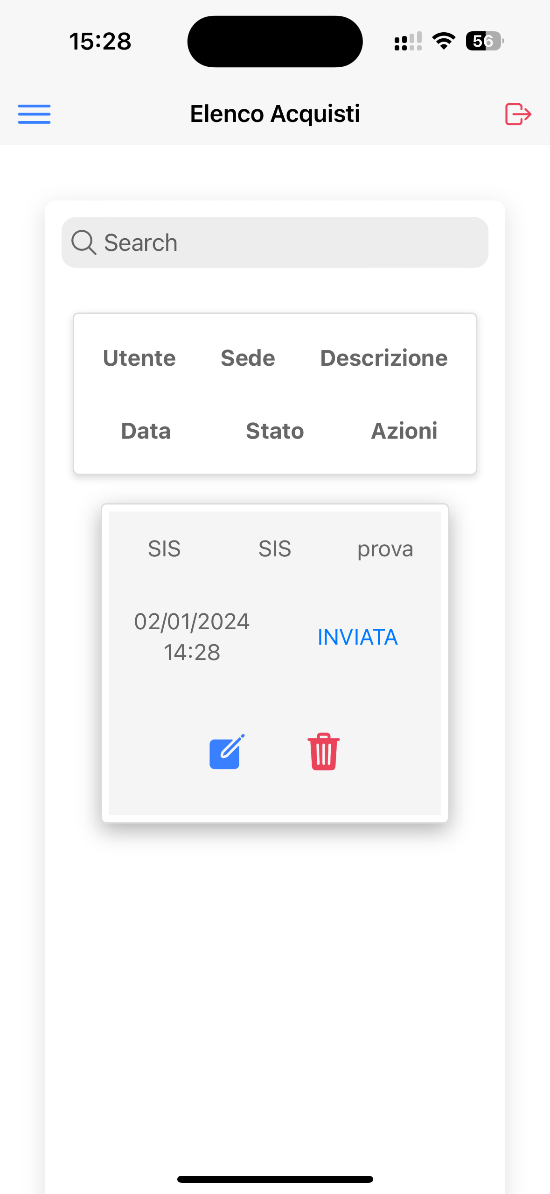 15:28 56
Elenco Acquisti
Search
Utente Sede Descrizione
Data Stato Azioni
SIS SIS prova
02/01/2024
14:28
INVIATA